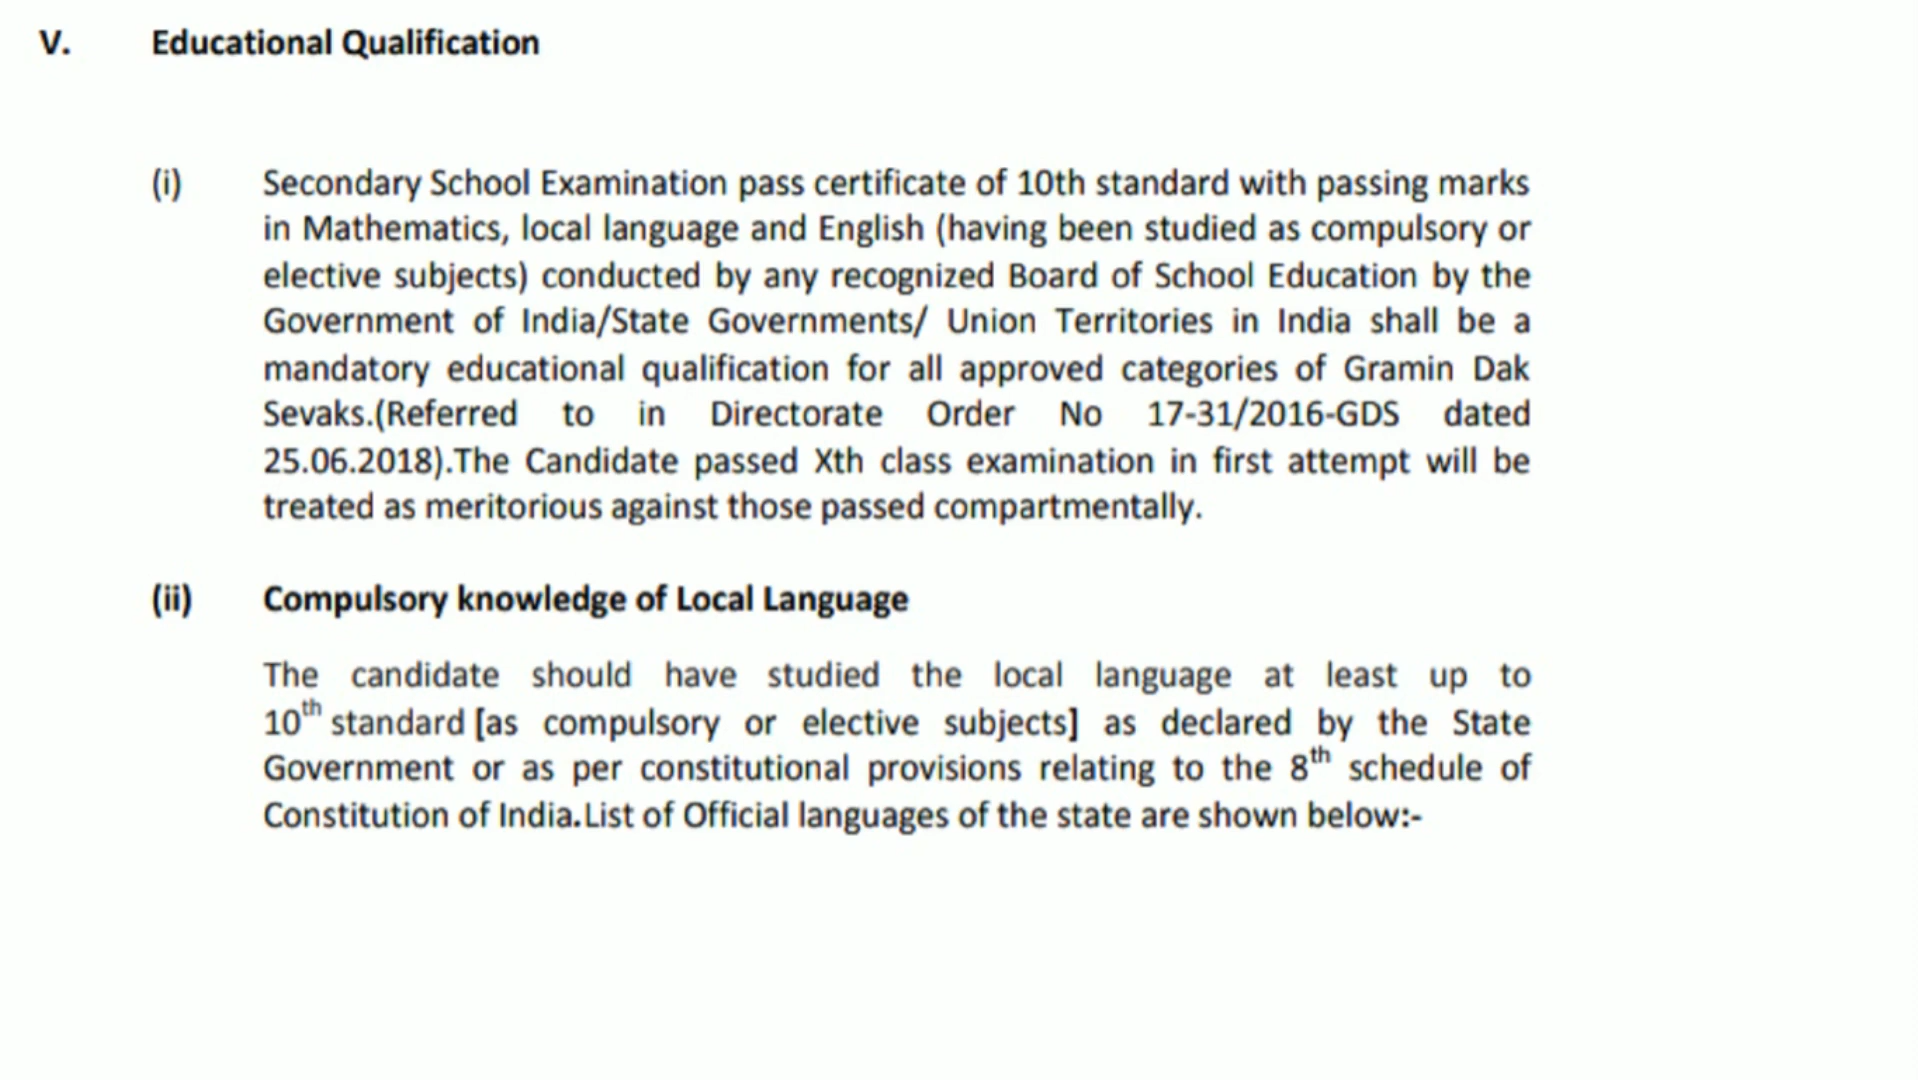 V. Educational Qualification
(i) Secondary School Examination pass certificate of 10th standard with passing marks
in Mathematics, local language and English (having been studied as compulsory or
elective subjects) conducted by any recognized Board of School Education by the
Government of India/State Governments/ Union Territories in India shall be a
mandatory educational qualification for all approved categories of Gramin Dak
Sevaks.(Referred to in Directorate Order No 17-31/2016-GDS dated
25.06.2018).The Candidate passed Xth class examination in first attempt will be
treated as meritorious against those passed compartmentally.
(ii) Compulsory knowledge of Local Language
The candidate should have studied the local language at least up to
10th standard [as compulsory or elective subjects] as declared by the State
Government or as per constitutional provisions relating to the 8th schedule of
Constitution of India.List of Official languages of the state are shown below:-